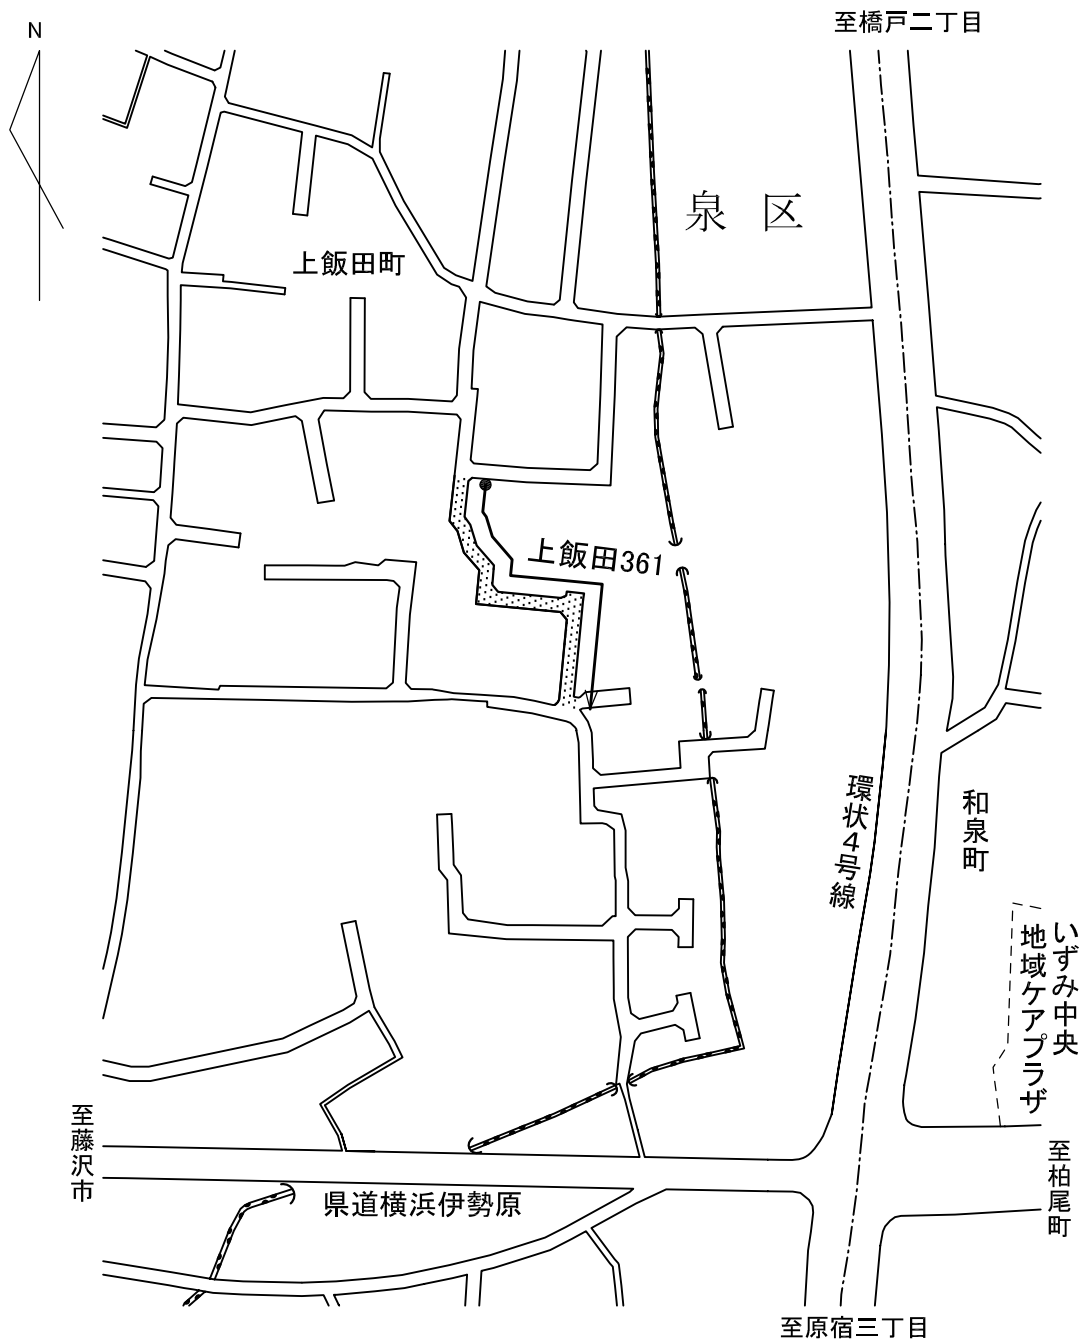 至橋戸二丁目
N
泉区
上飯田町
上飯田361
環状4号線
和泉町
いずみ中央
地域ケアプラザ
至藤沢市
至柏尾町
県道横浜伊勢原
至原宿三丁目